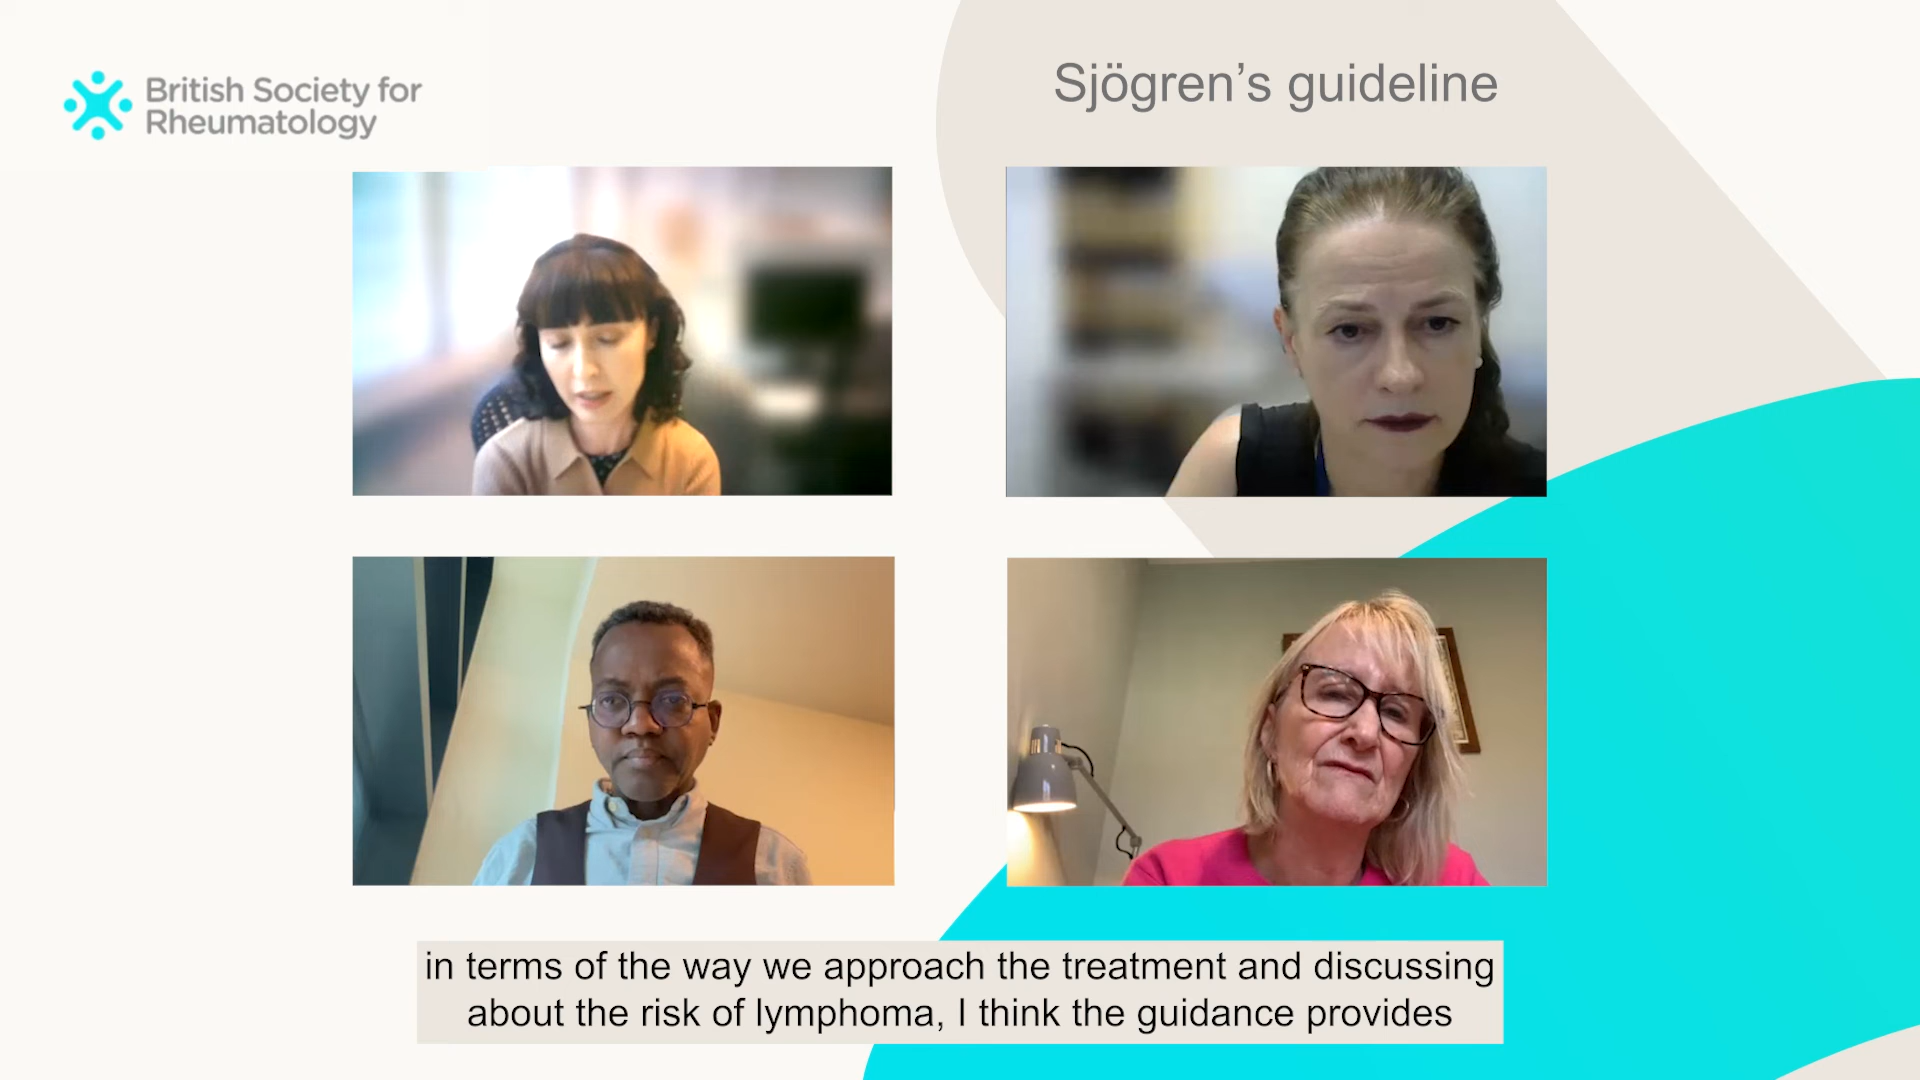 British Society for
Rheumatology
Sjögren’s guideline
in terms of the way we approach the treatment and discussing
about the risk of lymphoma, I think the guidance provides